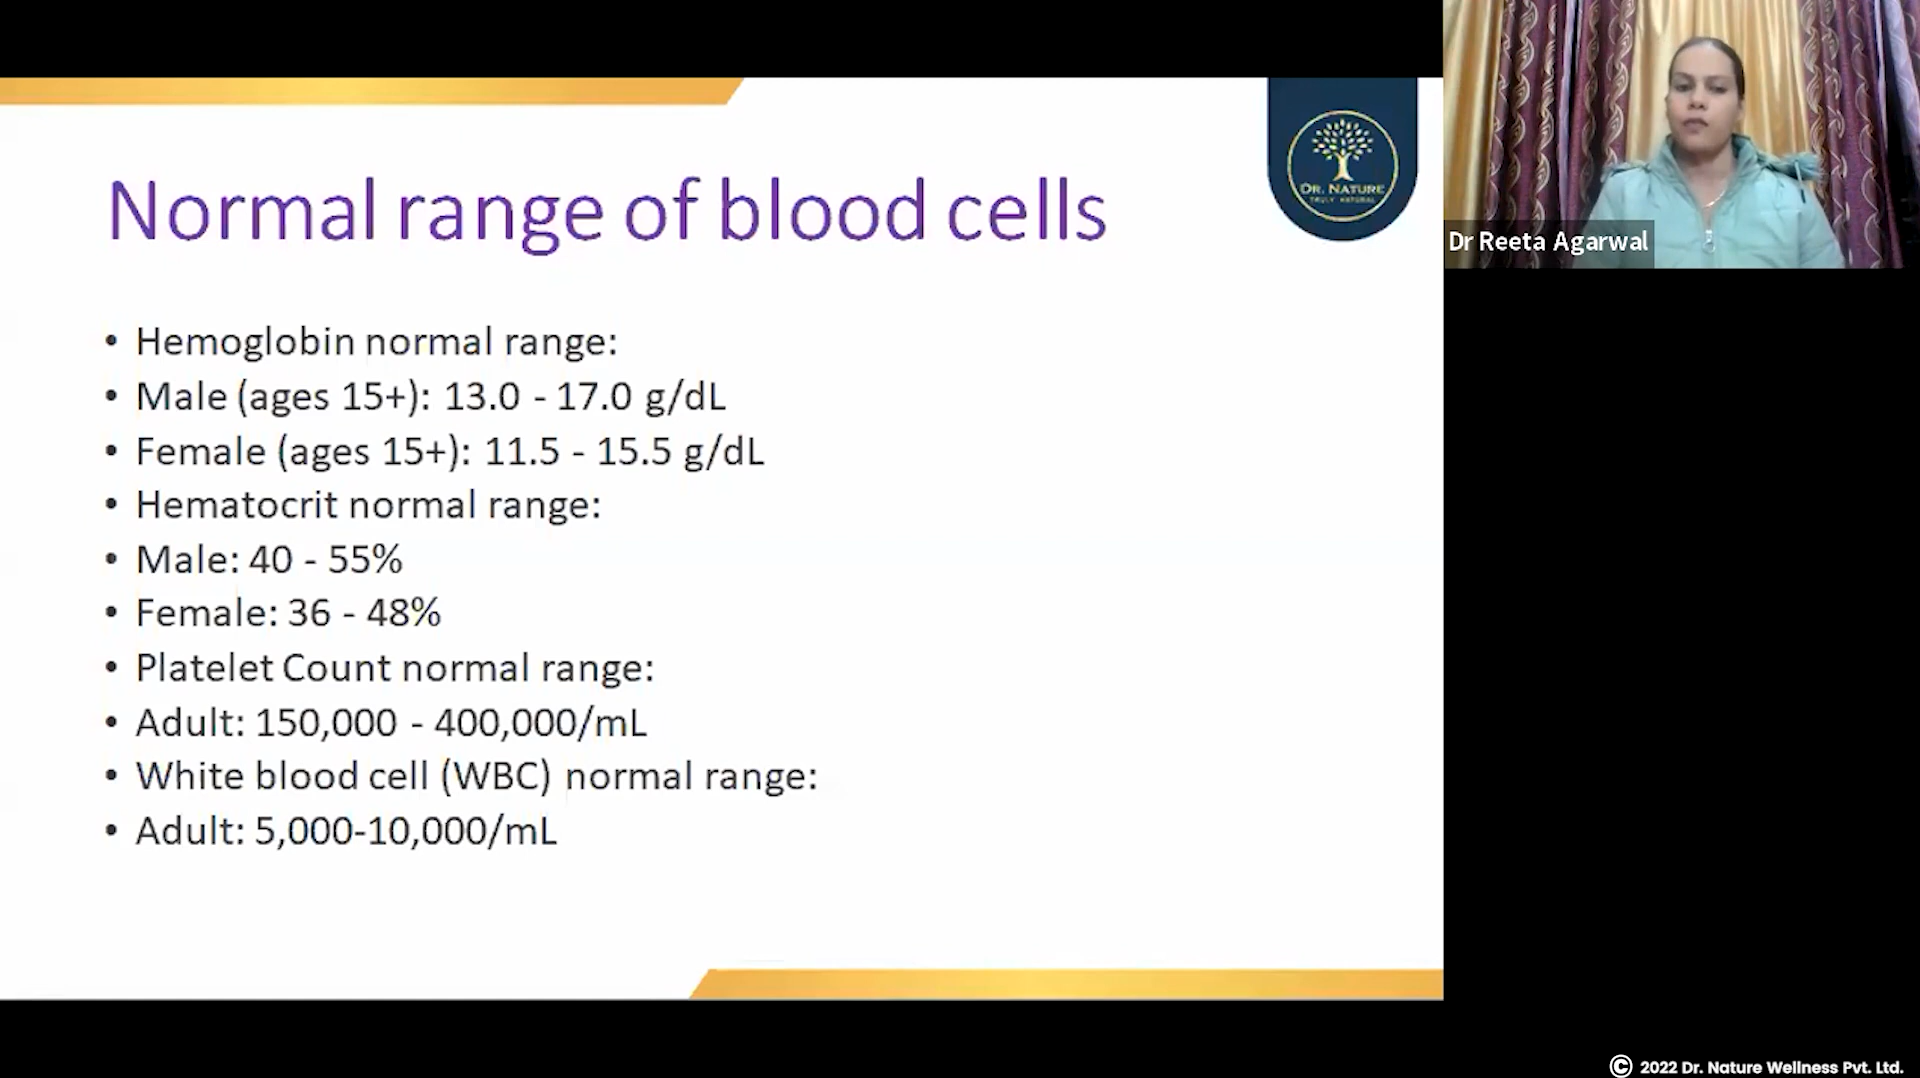 Normal range of blood cells
DR. NATURE
TRULY NATURAL
Dr Reeta Agarwal
• Hemoglobin normal range:
• Male (ages 15+): 13.0 - 17.0 g/dL
• Female (ages 15+): 11.5 - 15.5 g/dL
• Hematocrit normal range:
• Male: 40 - 55%
• Female: 36 - 48%
• Platelet Count normal range:
• Adult: 150,000 - 400,000/mL
• White blood cell (WBC) normal range:
• Adult: 5,000-10,000/mL
© 2022 Dr. Nature Wellness Pvt. Ltd.